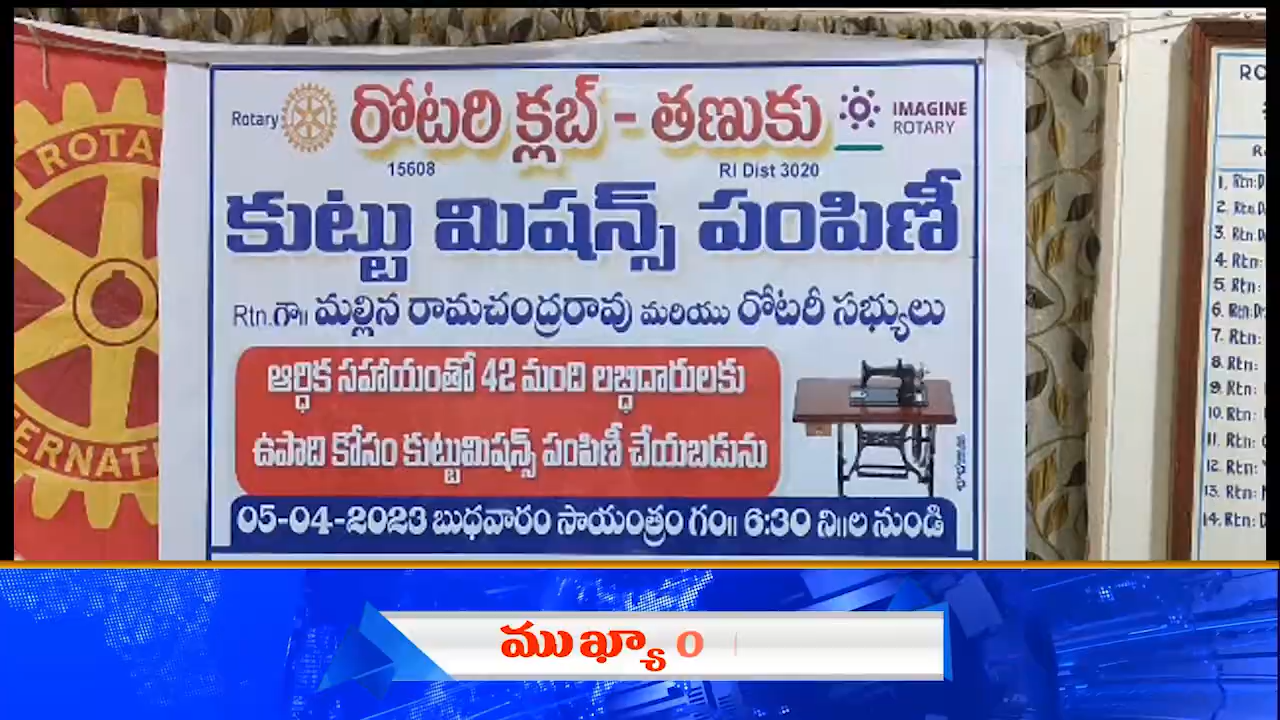 ROTA
ERNATI
Rotary
రోటరి క్లబ్ - తణుకు
IMAGINE
ROTARY
15608
RI Dist 3020
కుట్టు మిషన్స్ పంపిణీ
Rtn.గౌ॥ మల్లిన రామచంద్రరావు మరియు రోటరీ సభ్యులు
ఆర్ధిక సహాయంతో 42 మంది లబ్ధిదారులకు
ఉపాది కోసం కుట్టుమిషన్స్ పంపిణీ చేయబడును
05-04-2023 బుధవారం సాయంత్రం గం॥ 6:30 ని॥ల నుండి
RO
1. Rtn:D
2. Rtn.D
3. Rtn:D
4. Rtn:
5. Rtn:
6. Rtn:D
7. Rtn:
8. Rtn:
9. Rtn:
10. Rtn:
11. Rtn:
12. Rtn:
13. Rtn:
14. Rtn: D
ముఖ్యాం